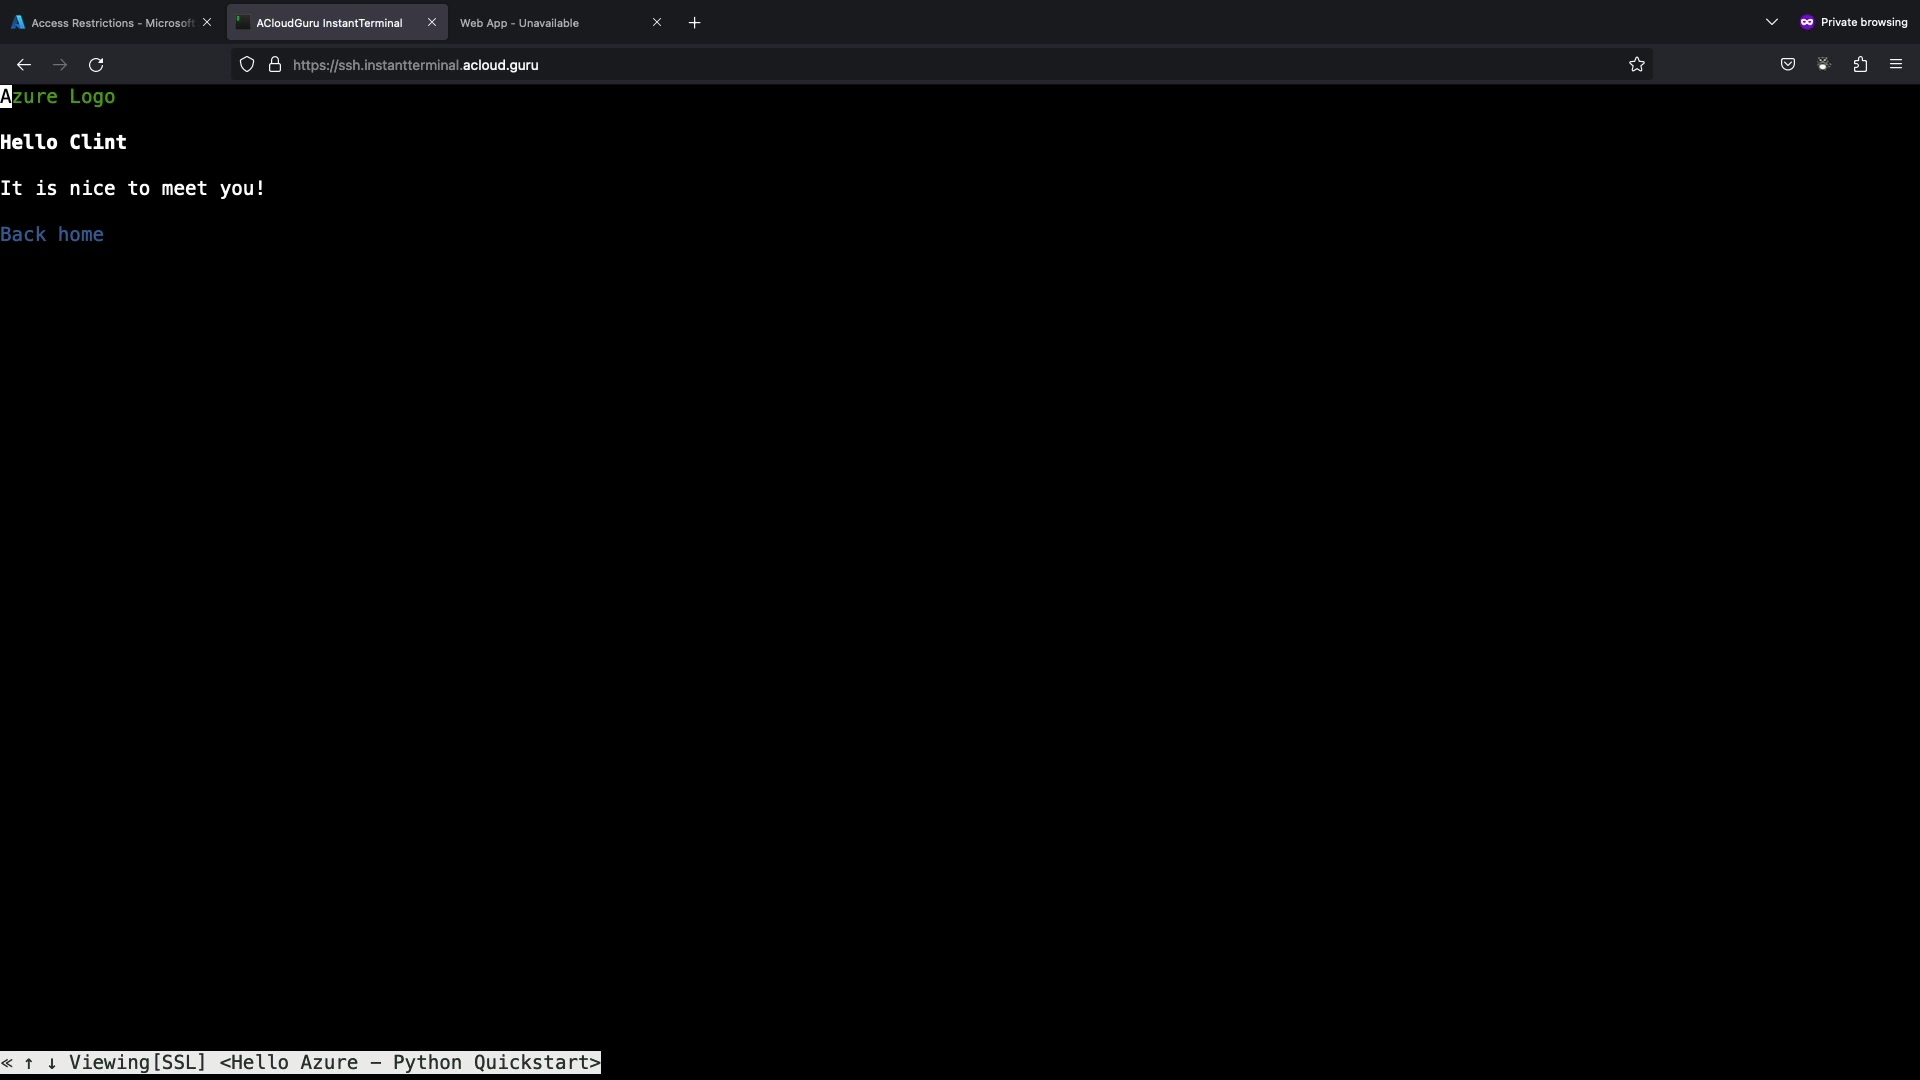 Access Restrictions - Microsoft
ACloudGuru InstantTerminal
Web App - Unavailable
Private browsing
https://ssh.instantterminal.acloud.guru
Azure Logo
Hello Clint
It is nice to meet you!
Back home
« ↑ ↓ Viewing[SSL] <Hello Azure – Python Quickstart>